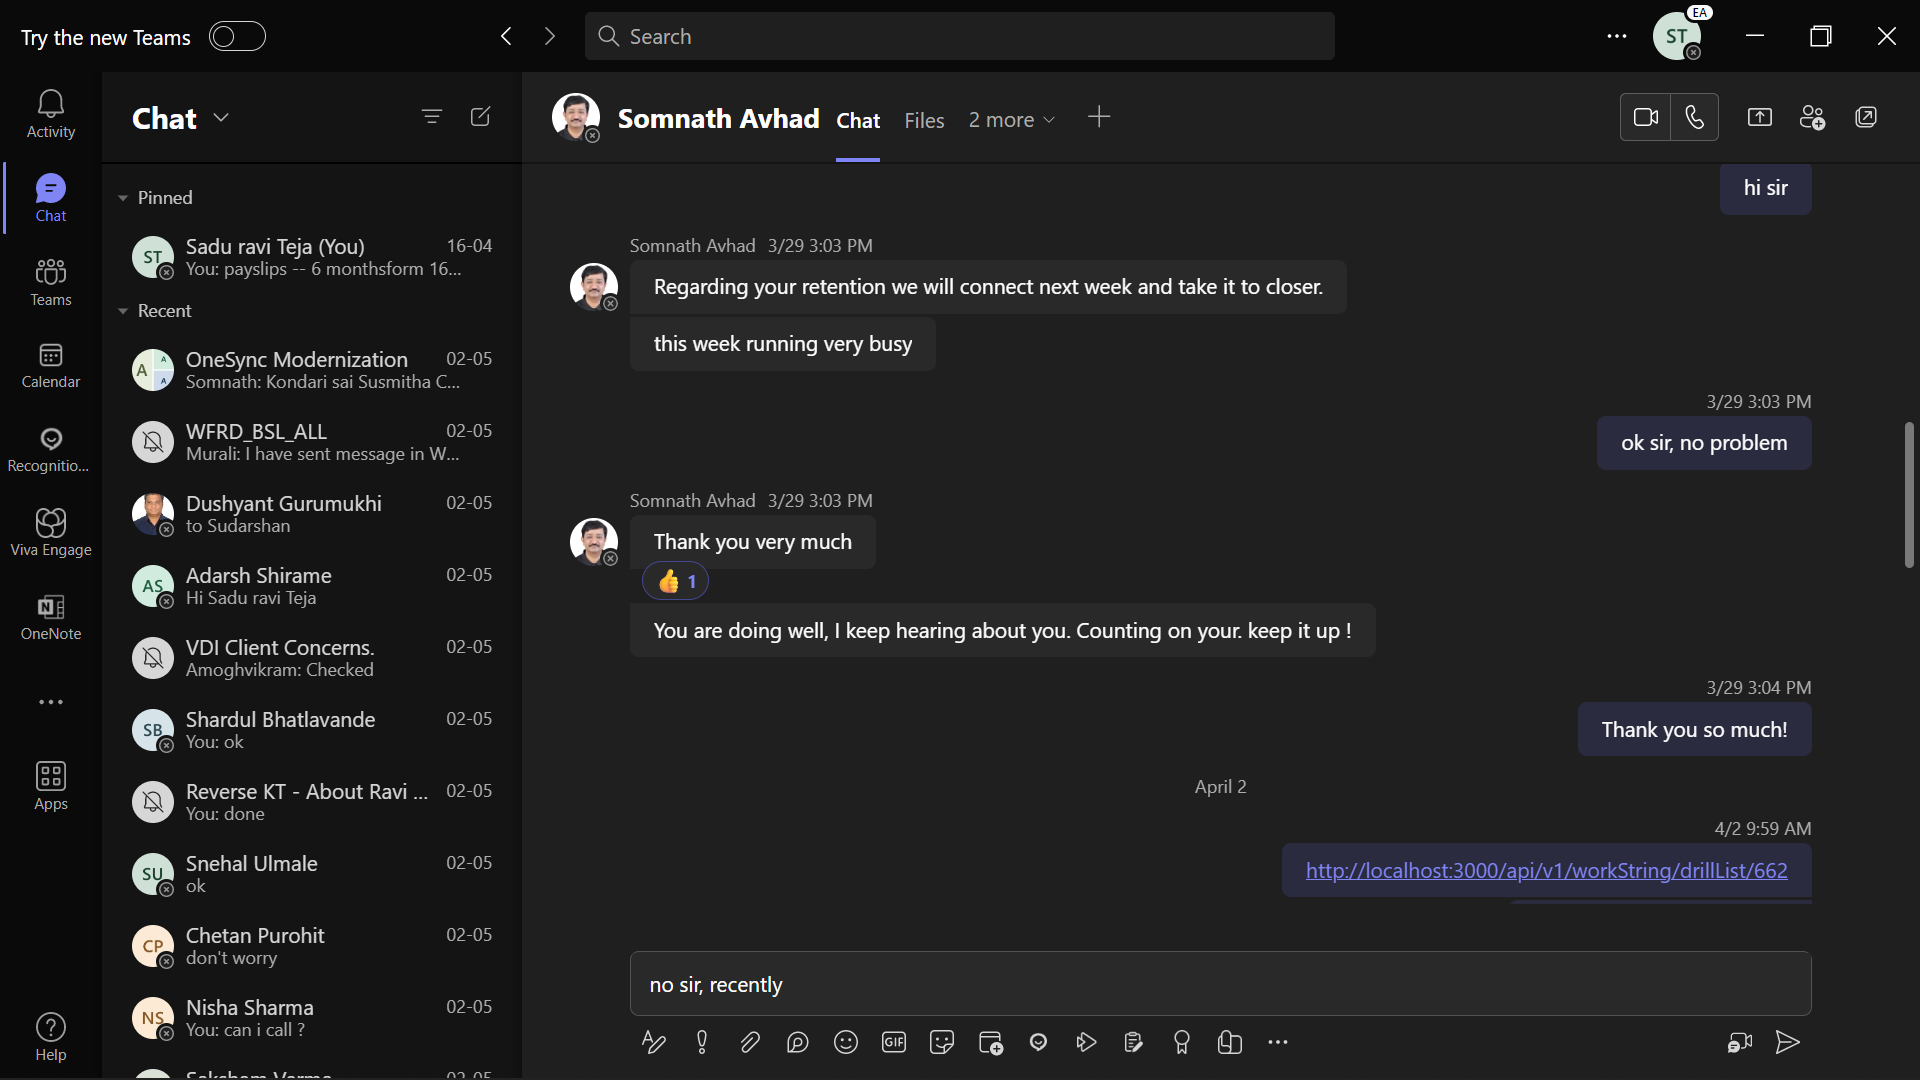 Try the new Teams
Search
EA
ST
Activity
Chat
Teams
Calendar
Recognitio...
Viva Engage
OneNote
Apps
Help
Chat
Pinned
ST
Sadu ravi Teja (You)
16-04
You: payslips -- 6 monthsform 16...
Recent
A
A
A
OneSync Modernization
02-05
Somnath: Kondari sai Susmitha C...
WFRD_BSL_ALL
02-05
Murali: I have sent message in W...
Dushyant Gurumukhi
02-05
to Sudarshan
AS
Adarsh Shirame
02-05
Hi Sadu ravi Teja
VDI Client Concerns.
02-05
Amoghvikram: Checked
SB
Shardul Bhatlavande
02-05
You: ok
Reverse KT - About Ravi ...
02-05
You: done
SU
Snehal Ulmale
02-05
ok
CP
Chetan Purohit
02-05
don't worry
NS
Nisha Sharma
02-05
You: can i call ?
Saksham Verma
02-05
Somnath Avhad
Chat
Files
2 more
hi sir
Somnath Avhad 3/29 3:03 PM
Regarding your retention we will connect next week and take it to closer.
this week running very busy
3/29 3:03 PM
ok sir, no problem
Somnath Avhad 3/29 3:03 PM
Thank you very much
👍 1
You are doing well, I keep hearing about you. Counting on your. keep it up !
3/29 3:04 PM
Thank you so much!
April 2
4/2 9:59 AM
http://localhost:3000/api/v1/workString/drillList/662
no sir, recently
GIF